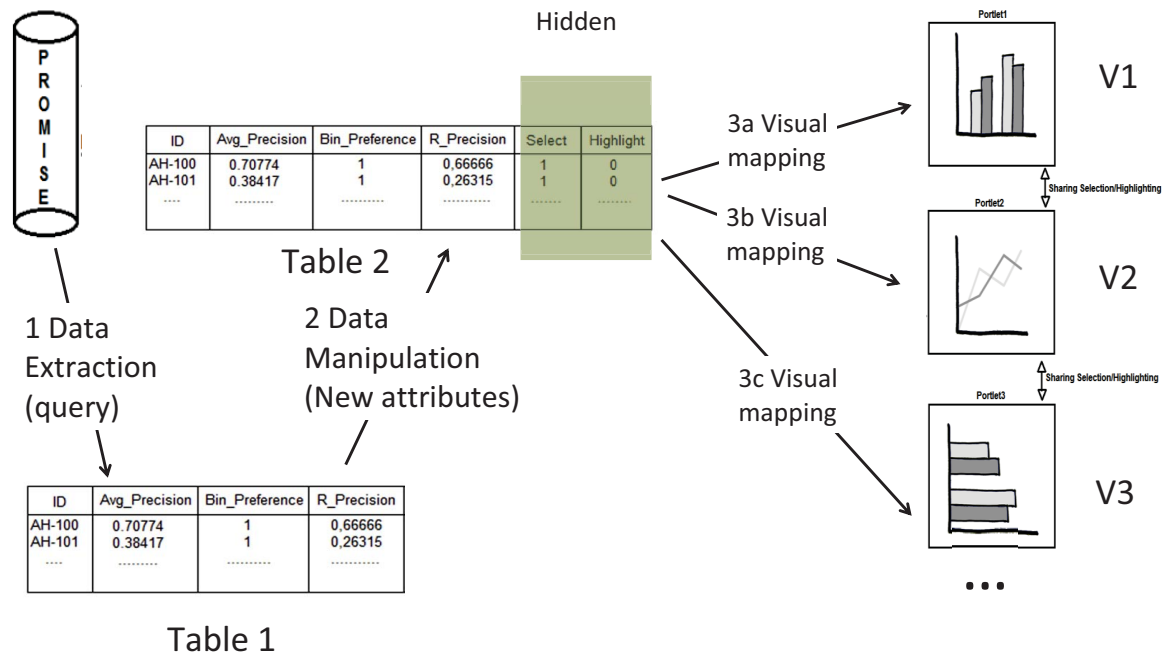 PROMISE
Hidden
ID Avg_Precision Bin_Preference R_Precision Select Highlight
AH-100 0.70774 1 0,66666 1 0
AH-101 0.38417 1 0,26315 1 0
.... ......... .......... ........... ....... ........
Table 2
1 Data
Extraction
(query)
2 Data
Manipulation
(New attributes)
ID Avg_Precision Bin_Preference R_Precision
AH-100 0.70774 1 0,66666
AH-101 0.38417 1 0,26315
.... ......... .......... ...........
Table 1
3a Visual
mapping
3b Visual
mapping
3c Visual
mapping
Portlet1
V1
Sharing Selection/Highlighting
Portlet2
V2
Sharing Selection/Highlighting
Portlet3
V3
...